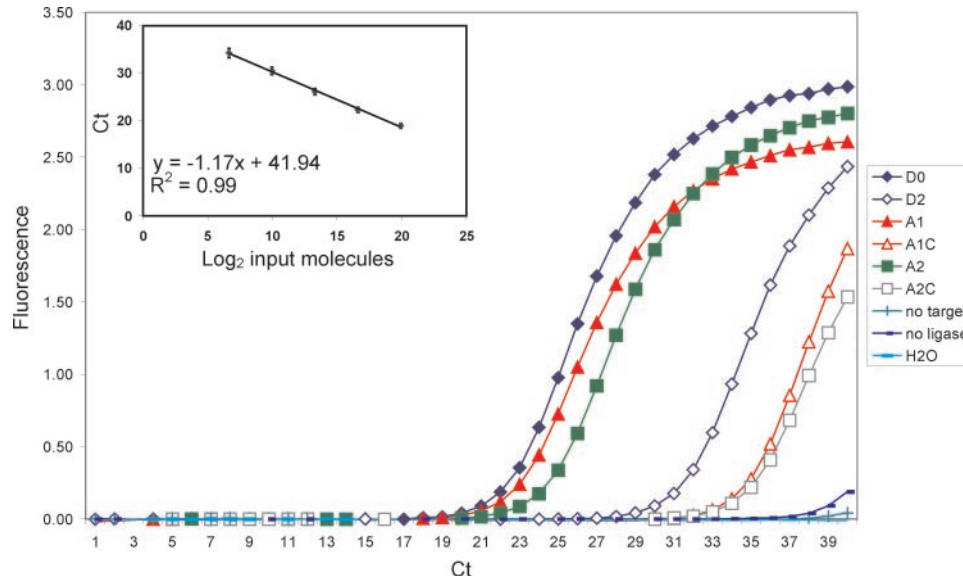 3.50
3.00
2.50
2.00
1.50
1.00
0.50
0.00
Fluorescence
1 3 5 7 9 11 13 15 17 19 21 23 25 27 29 31 33 35 37 39
Ct
40
30
20
10
0
Ct
y = -1.17x + 41.94
R² = 0.99
0 5 10 15 20 25
Log₂ input molecules
D0
D2
A1
A1C
A2
A2C
no targe
no ligase
H2O